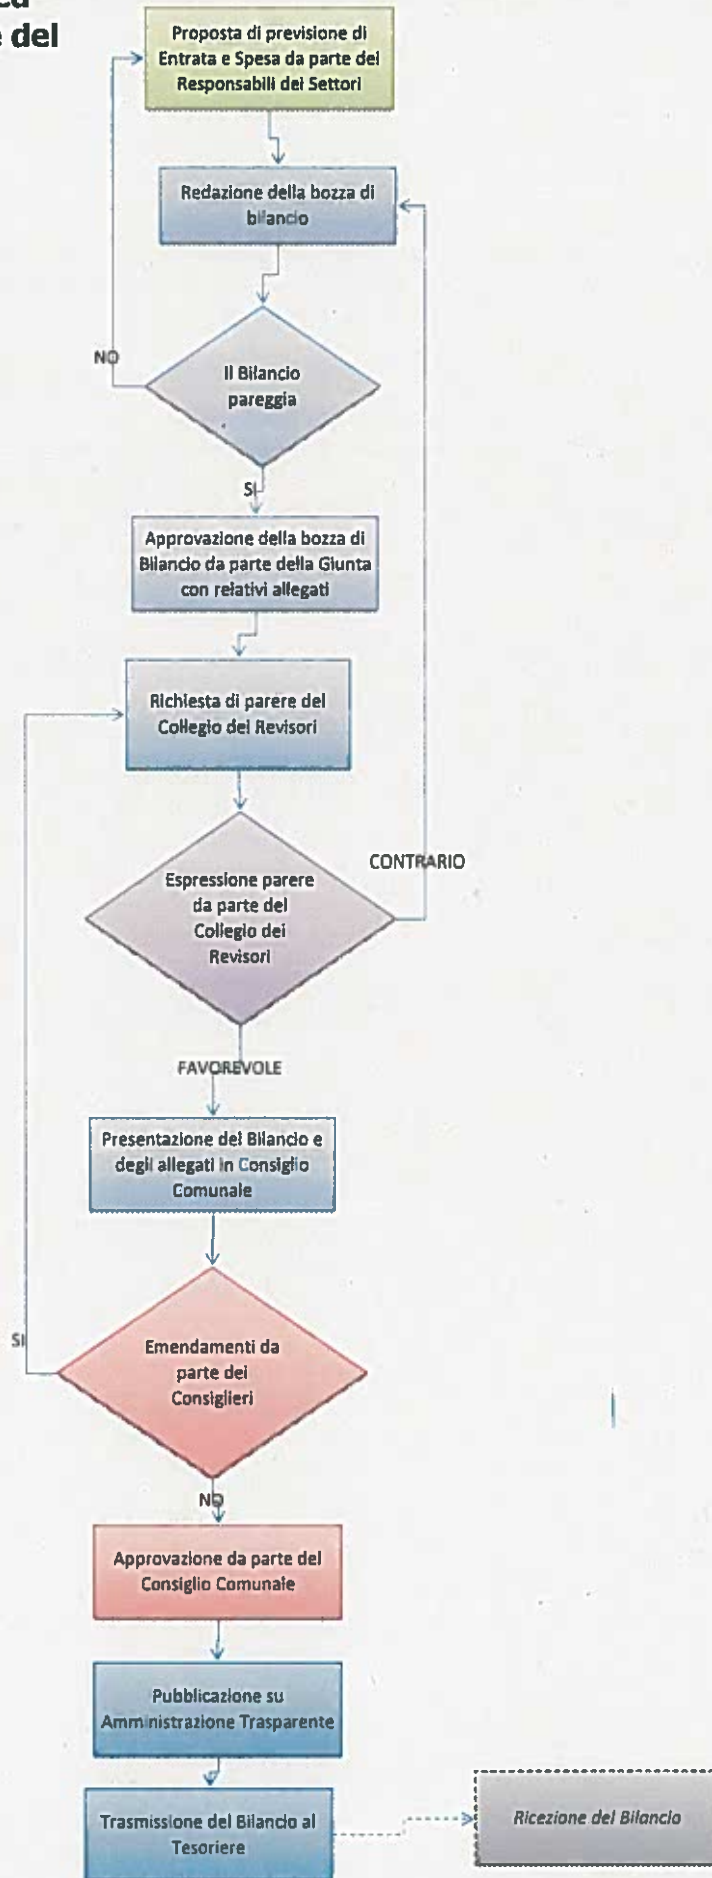 e del
Proposta di previsione di
Entrata e Spesa da parte dei
Responsabili dei Settori
Redazione della bozza di
bilancio
NO
Il Bilancio
pareggia
SI
Approvazione della bozza di
Bilancio da parte della Giunta
con relativi allegati
Richiesta di parere del
Collegio dei Revisori
CONTRARIO
Espressione parere
da parte del
Collegio dei
Revisori
FAVOREVOLE
Presentazione del Bilancio e
degli allegati in Consiglio
Comunale
SI
Emendamenti da
parte dei
Consiglieri
NO
Approvazione da parte del
Consiglio Comunale
Pubblicazione su
Amministrazione Trasparente
Trasmissione del Bilancio al
Tesoriere
Ricezione del Bilancio